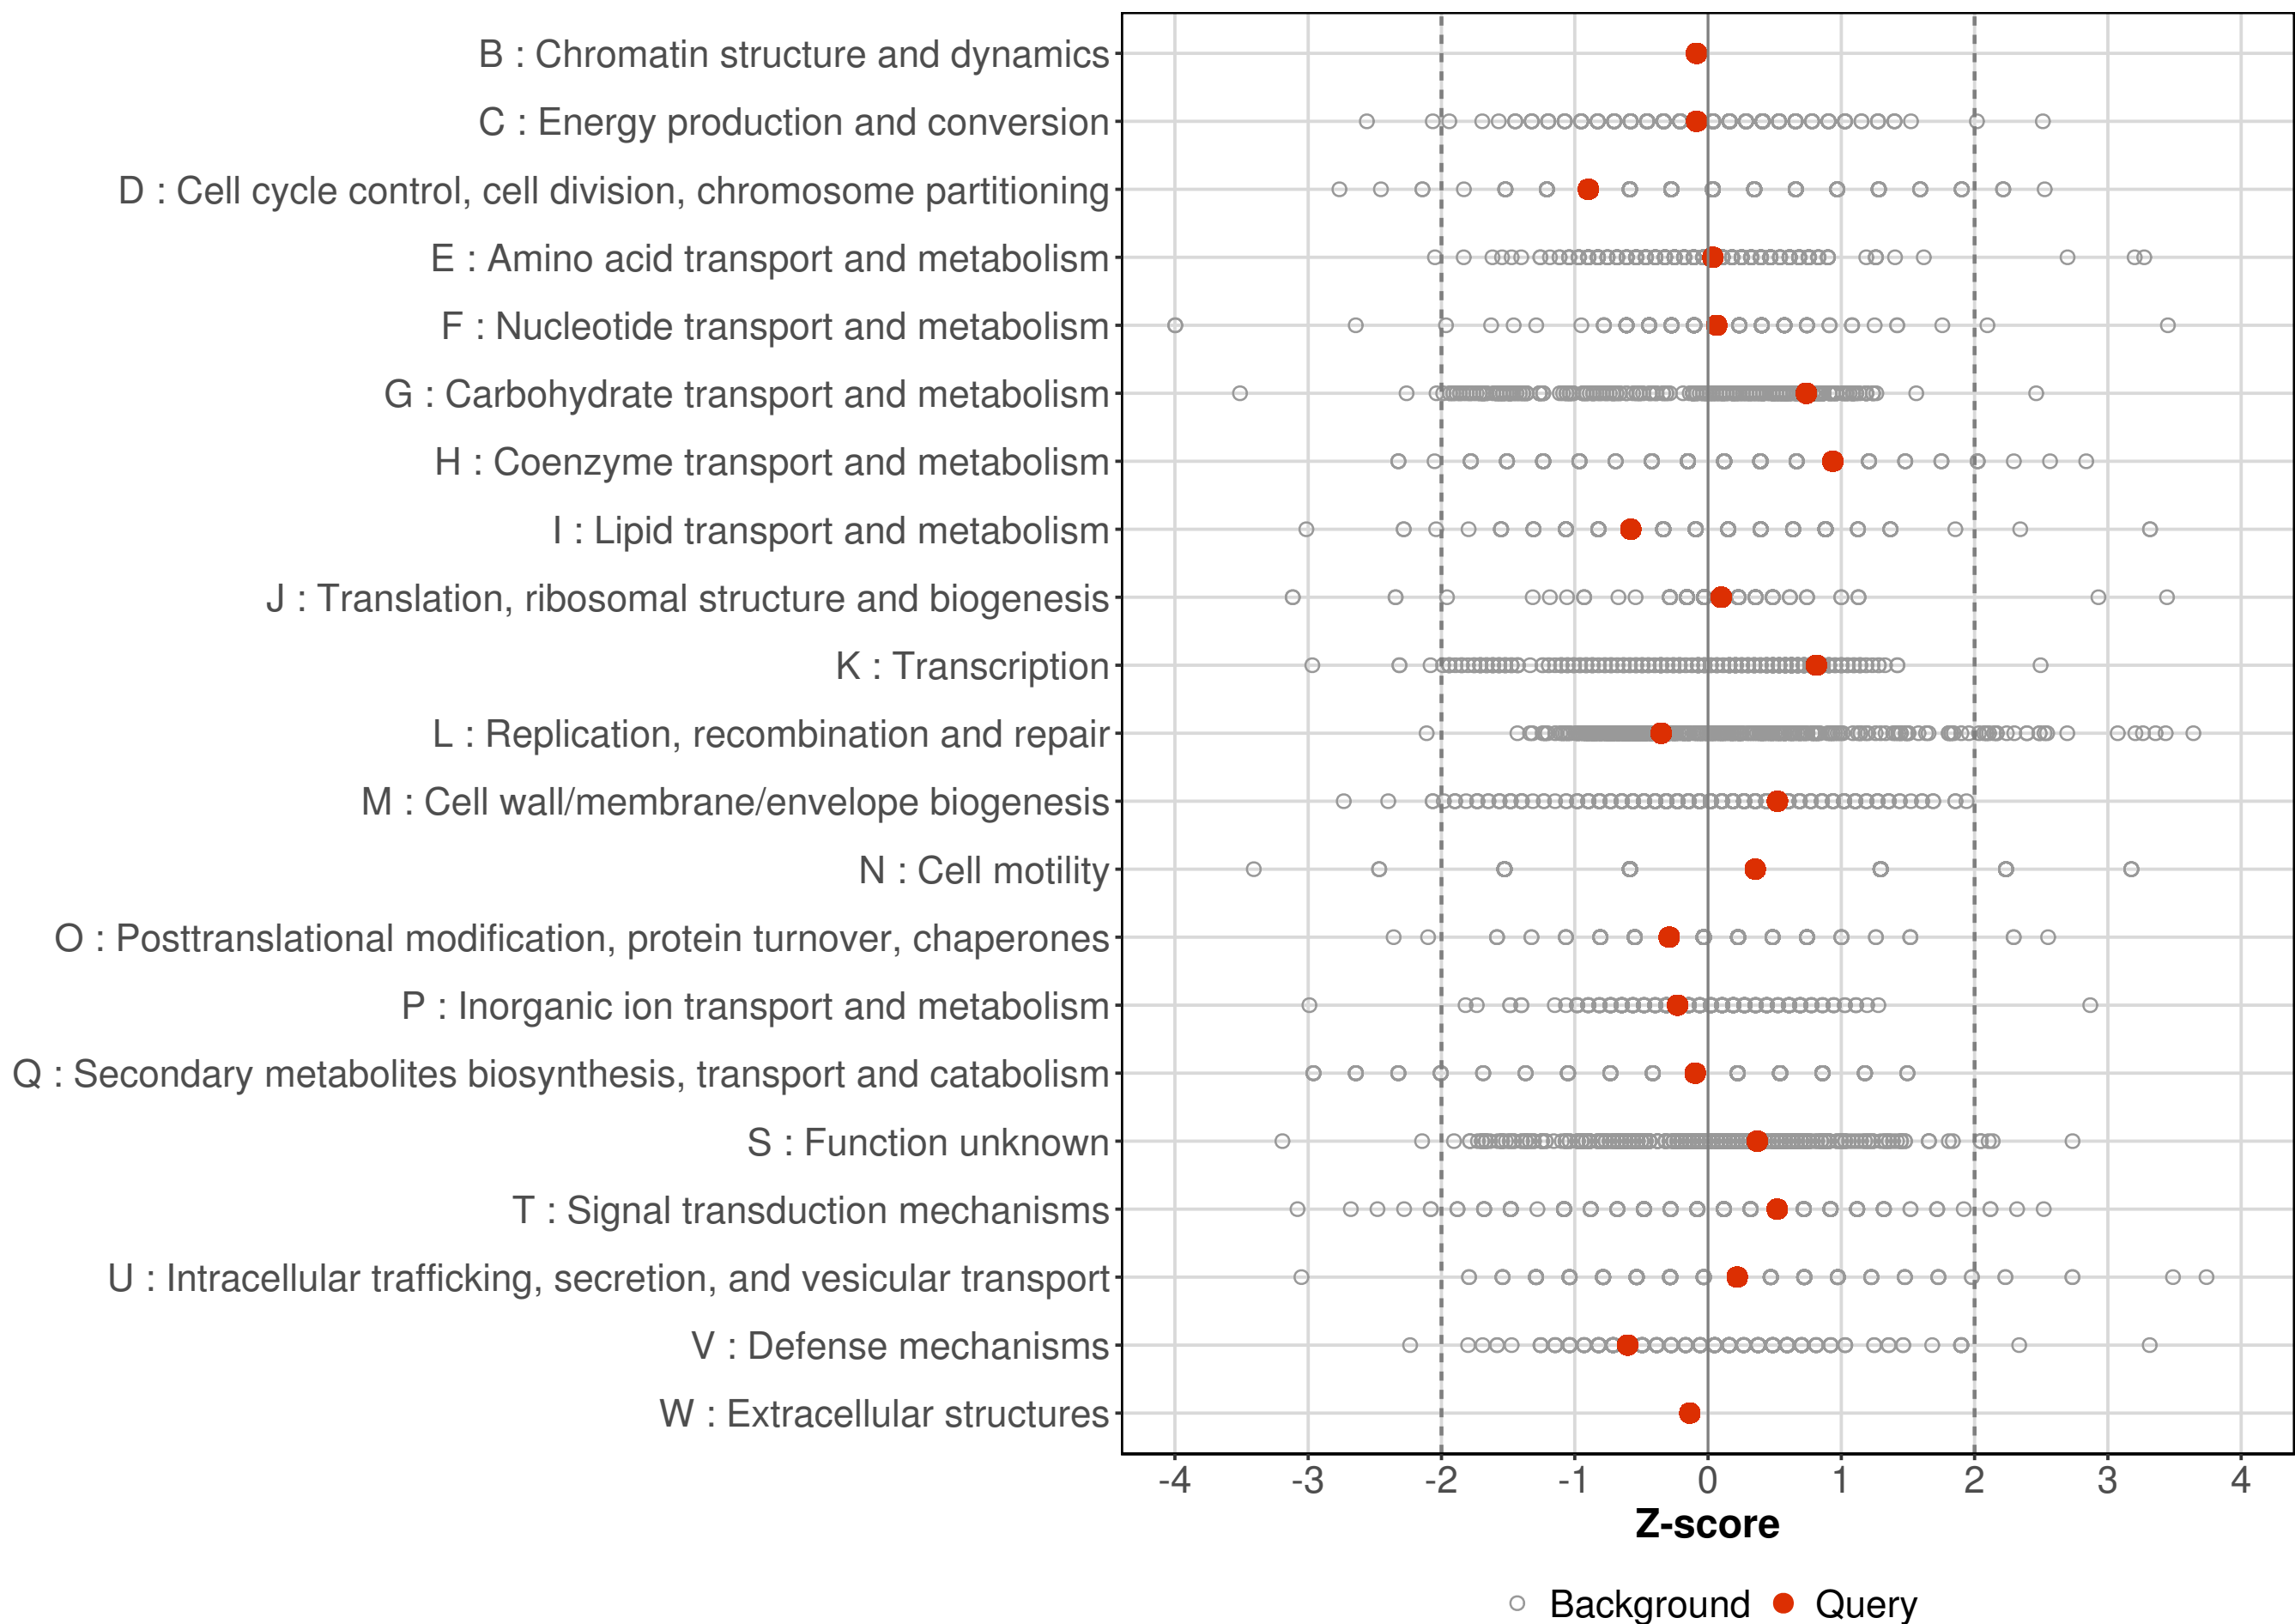 B : Chromatin structure and dynamics
C : Energy production and conversion
D : Cell cycle control, cell division, chromosome partitioning
E : Amino acid transport and metabolism
F : Nucleotide transport and metabolism
G : Carbohydrate transport and metabolism
H : Coenzyme transport and metabolism
I : Lipid transport and metabolism
J : Translation, ribosomal structure and biogenesis
K : Transcription
L : Replication, recombination and repair
M : Cell wall/membrane/envelope biogenesis
N : Cell motility
O : Posttranslational modification, protein turnover, chaperones
P : Inorganic ion transport and metabolism
Q : Secondary metabolites biosynthesis, transport and catabolism
S : Function unknown
T : Signal transduction mechanisms
U : Intracellular trafficking, secretion, and vesicular transport
V : Defense mechanisms
W : Extracellular structures
-4 -3 -2 -1 0 1 2 3 4
Z-score
Background Query